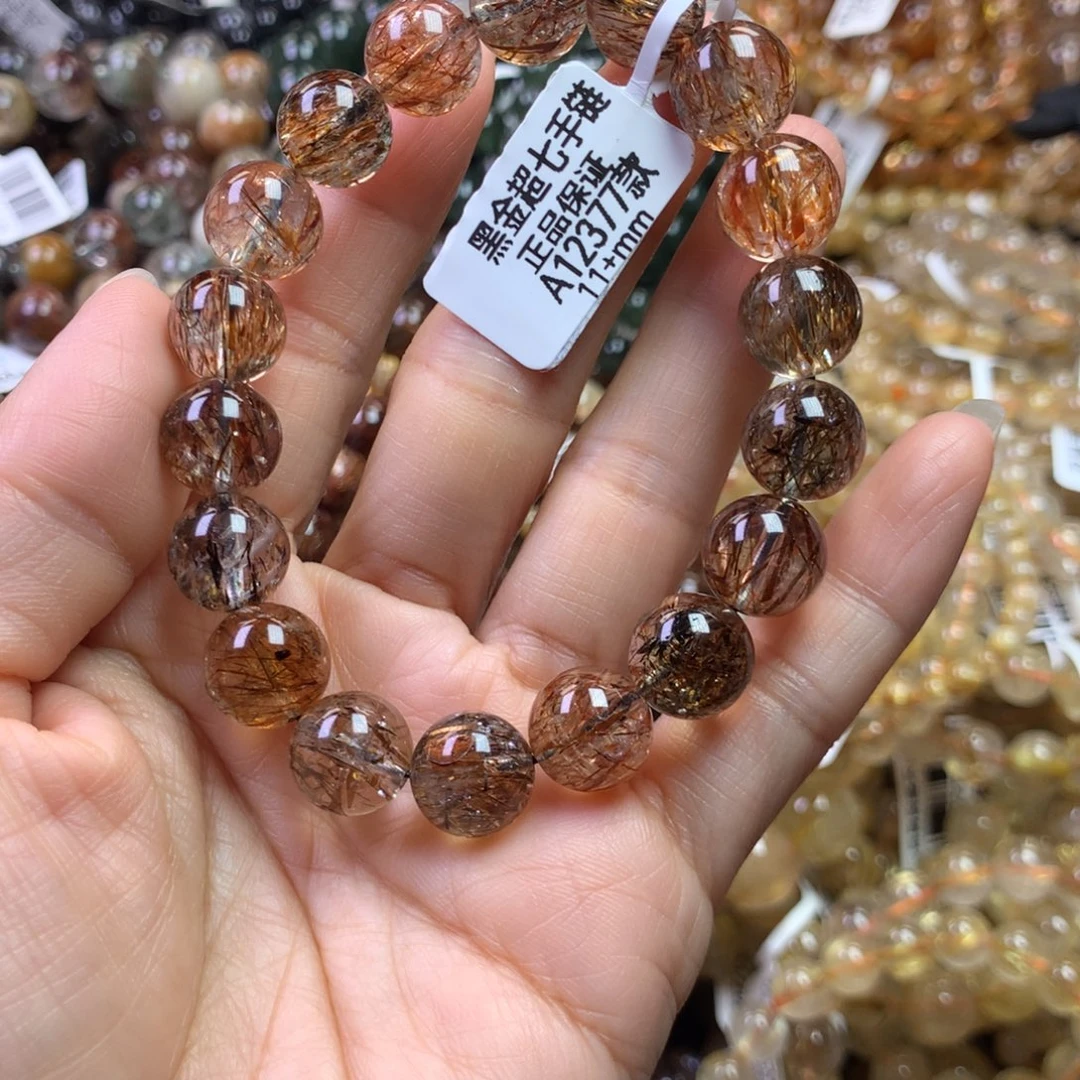 黑金超七手链
正品保证
A12377款
11+mm